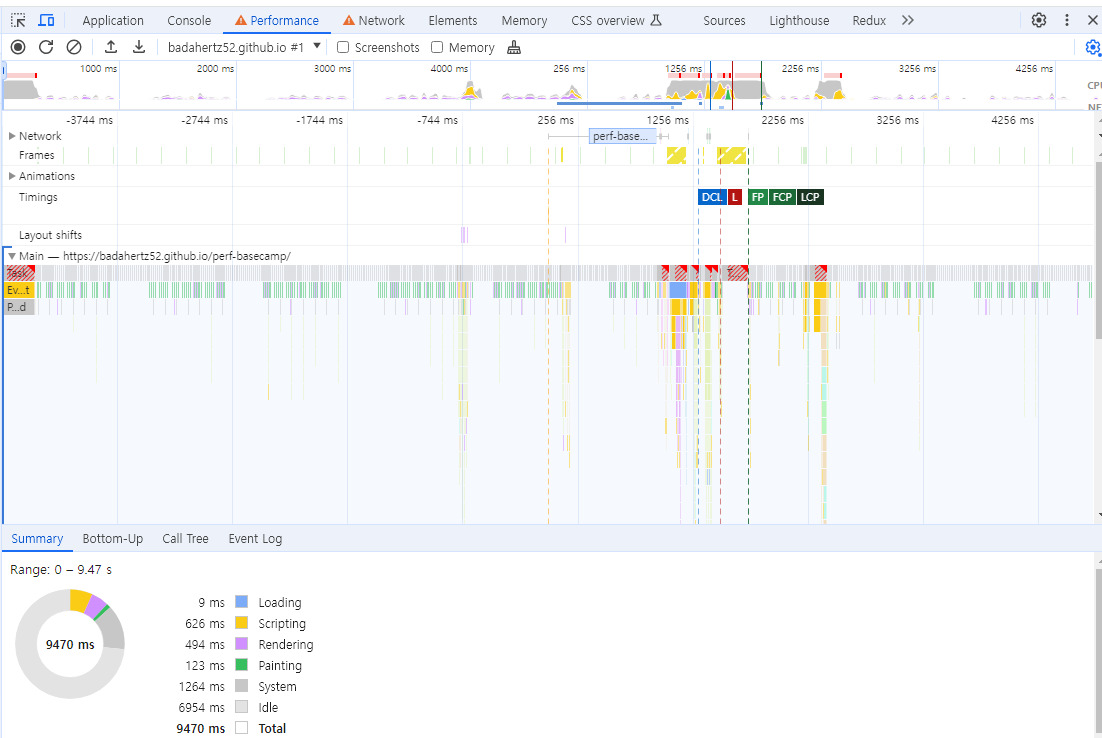 Application Console Performance Network Elements Memory CSS overview Sources Lighthouse Redux
badahertz52.github.io #1 Screenshots Memory
1000 ms 2000 ms 3000 ms 4000 ms 256 ms 1256 ms 2256 ms 3256 ms 4256 ms
CPU
NE
-3744 ms -2744 ms -1744 ms -744 ms 256 ms 1256 ms 2256 ms 3256 ms 4256 ms
Network perf-base...
Frames
Animations
Timings DCL L FP FCP LCP
Layout shifts
Main — https://badahertz52.github.io/perf-basecamp/
Task T...
Ev...t
P...d
Summary Bottom-Up Call Tree Event Log
Range: 0 – 9.47 s
9470 ms
9 ms Loading
626 ms Scripting
494 ms Rendering
123 ms Painting
1264 ms System
6954 ms Idle
9470 ms Total